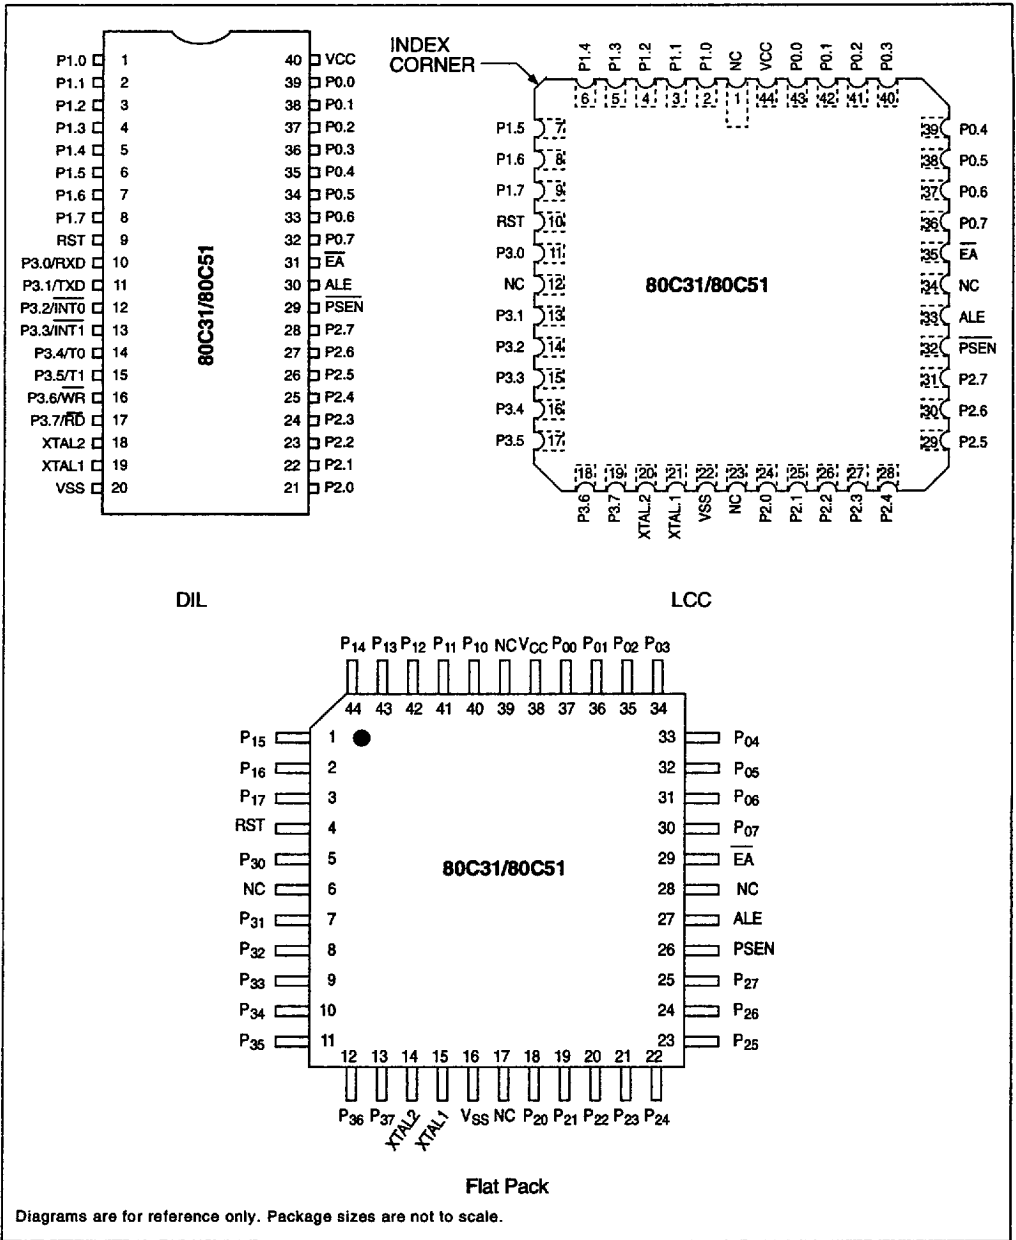 P1.0 1 40 VCC
P1.1 2 39 P0.0
P1.2 3 38 P0.1
P1.3 4 37 P0.2
P1.4 5 36 P0.3
P1.5 6 35 P0.4
P1.6 7 34 P0.5
P1.7 8 33 P0.6
RST 9 32 P0.7
P3.0/RXD 10 31 E̅A̅
P3.1/TXD 11 30 ALE
P3.2/I̅N̅T̅0̅ 12 29 P̅S̅E̅N̅
P3.3/I̅N̅T̅1̅ 13 28 P2.7
P3.4/T0 14 27 P2.6
P3.5/T1 15 26 P2.5
P3.6/W̅R̅ 16 25 P2.4
P3.7/R̅D̅ 17 24 P2.3
XTAL2 18 23 P2.2
XTAL1 19 22 P2.1
VSS 20 21 P2.0
80C31/80C51
DIL
INDEX
CORNER
P1.4 P1.3 P1.2 P1.1 P1.0 NC VCC P0.0 P0.1 P0.2 P0.3
6 5 4 3 2 1 44 43 42 41 40
P1.5 7 39 P0.4
P1.6 8 38 P0.5
P1.7 9 37 P0.6
RST 10 36 P0.7
P3.0 11 35 E̅A̅
NC 12 34 NC
80C31/80C51
P3.1 13 33 ALE
P3.2 14 32 P̅S̅E̅N̅
P3.3 15 31 P2.7
P3.4 16 30 P2.6
P3.5 17 29 P2.5
18 19 20 21 22 23 24 25 26 27 28
P3.6 P3.7 XTAL.2 XTAL.1 VSS NC P2.0 P2.1 P2.2 P2.3 P2.4
LCC
P14 P13 P12 P11 P10 NC VCC P00 P01 P02 P03
44 43 42 41 40 39 38 37 36 35 34
P15 1 33 P04
P16 2 32 P05
P17 3 31 P06
RST 4 30 P07
P30 5 29 E̅A̅
80C31/80C51
NC 6 28 NC
P31 7 27 ALE
P32 8 26 PSEN
P33 9 25 P27
P34 10 24 P26
P35 11 23 P25
12 13 14 15 16 17 18 19 20 21 22
P36 P37 XTAL2 XTAL1 VSS NC P20 P21 P22 P23 P24
Flat Pack
Diagrams are for reference only. Package sizes are not to scale.